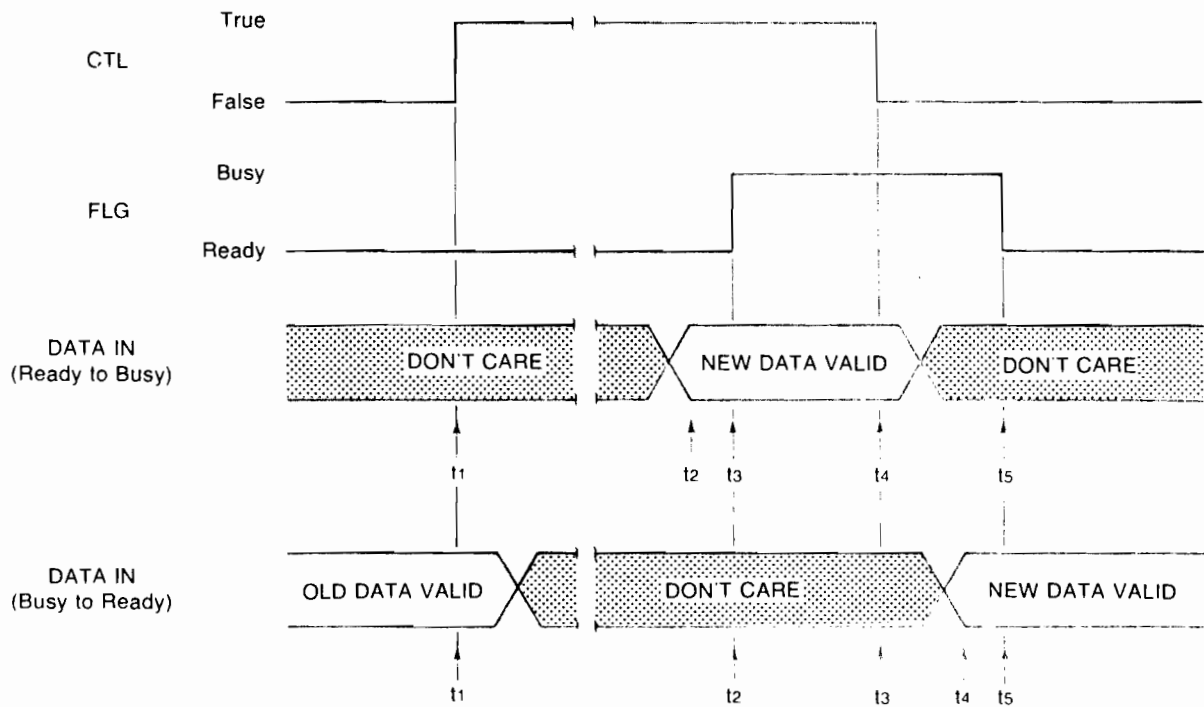 True
CTL
False
Busy
FLG
Ready
DATA IN
(Ready to Busy)
DON'T CARE
NEW DATA VALID
DON'T CARE
t1
t2
t3
t4
t5
DATA IN
(Busy to Ready)
OLD DATA VALID
DON'T CARE
NEW DATA VALID
t1
t2
t3
t4
t5